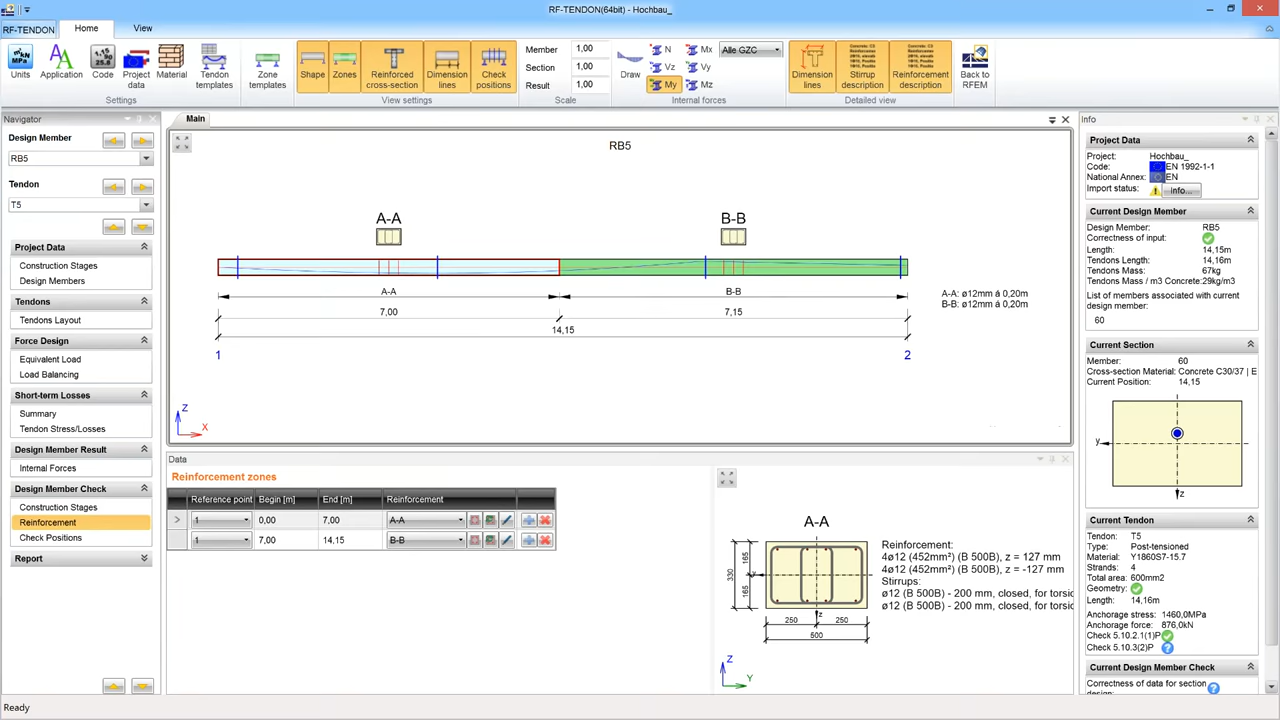 RF-TENDON(64bit) - Hochbau_
RF-TENDON
Home
View
Units
Application
Code
Project data
Material
Tendon templates
Settings
Zone templates
Shape
Zones
Reinforced cross-section
Dimension lines
Check positions
View settings
Member 1,00
Section 1,00
Result 1,00
Scale
Draw
N
Mx
Vz
Vy
My
Mz
Alle GZC
Internal forces
Dimension lines
Stirrup description
Reinforcement description
Detailed view
Back to RFEM
Navigator
Design Member
RB5
Tendon
T5
Project Data
Construction Stages
Design Members
Tendons
Tendons Layout
Force Design
Equivalent Load
Load Balancing
Short-term Losses
Summary
Tendon Stress/Losses
Design Member Result
Internal Forces
Design Member Check
Construction Stages
Reinforcement
Check Positions
Report
Main
RB5
A-A
B-B
A-A
B-B
7,00
7,15
14,15
1
2
A-A: ø12mm á 0,20m
B-B: ø12mm á 0,20m
Z
X
Data
Reinforcement zones
Reference point Begin [m] End [m] Reinforcement
1 0,00 7,00 A-A
1 7,00 14,15 B-B
A-A
330
165
165
y
z
250
250
500
Z
Y
Reinforcement:
4ø12 (452mm²) (B 500B), z = 127 mm
4ø12 (452mm²) (B 500B), z = -127 mm
Stirrups:
ø12 (B 500B) - 200 mm, closed, for torsio
ø12 (B 500B) - 200 mm, closed, for torsio
Info
Project Data
Project: Hochbau_
Code: EN 1992-1-1
National Annex: EN
Import status: Info...
Current Design Member
Design Member: RB5
Correctness of input:
Length: 14,15m
Tendons Length: 14,16m
Tendons Mass: 67kg
Tendons Mass / m3 Concrete: 29kg/m3
List of members associated with current design member:
60
Current Section
Member: 60
Cross-section Material: Concrete C30/37 | E
Current Position: 14,15
y
z
Current Tendon
Tendon: T5
Type: Post-tensioned
Material: Y1860S7-15.7
Strands: 4
Total area: 600mm2
Geometry:
Length: 14,16m
Anchorage stress: 1460,0MPa
Anchorage force: 876,0kN
Check 5.10.2.1(1)P
Check 5.10.3(2)P
Current Design Member Check
Correctness of data for section
Ready